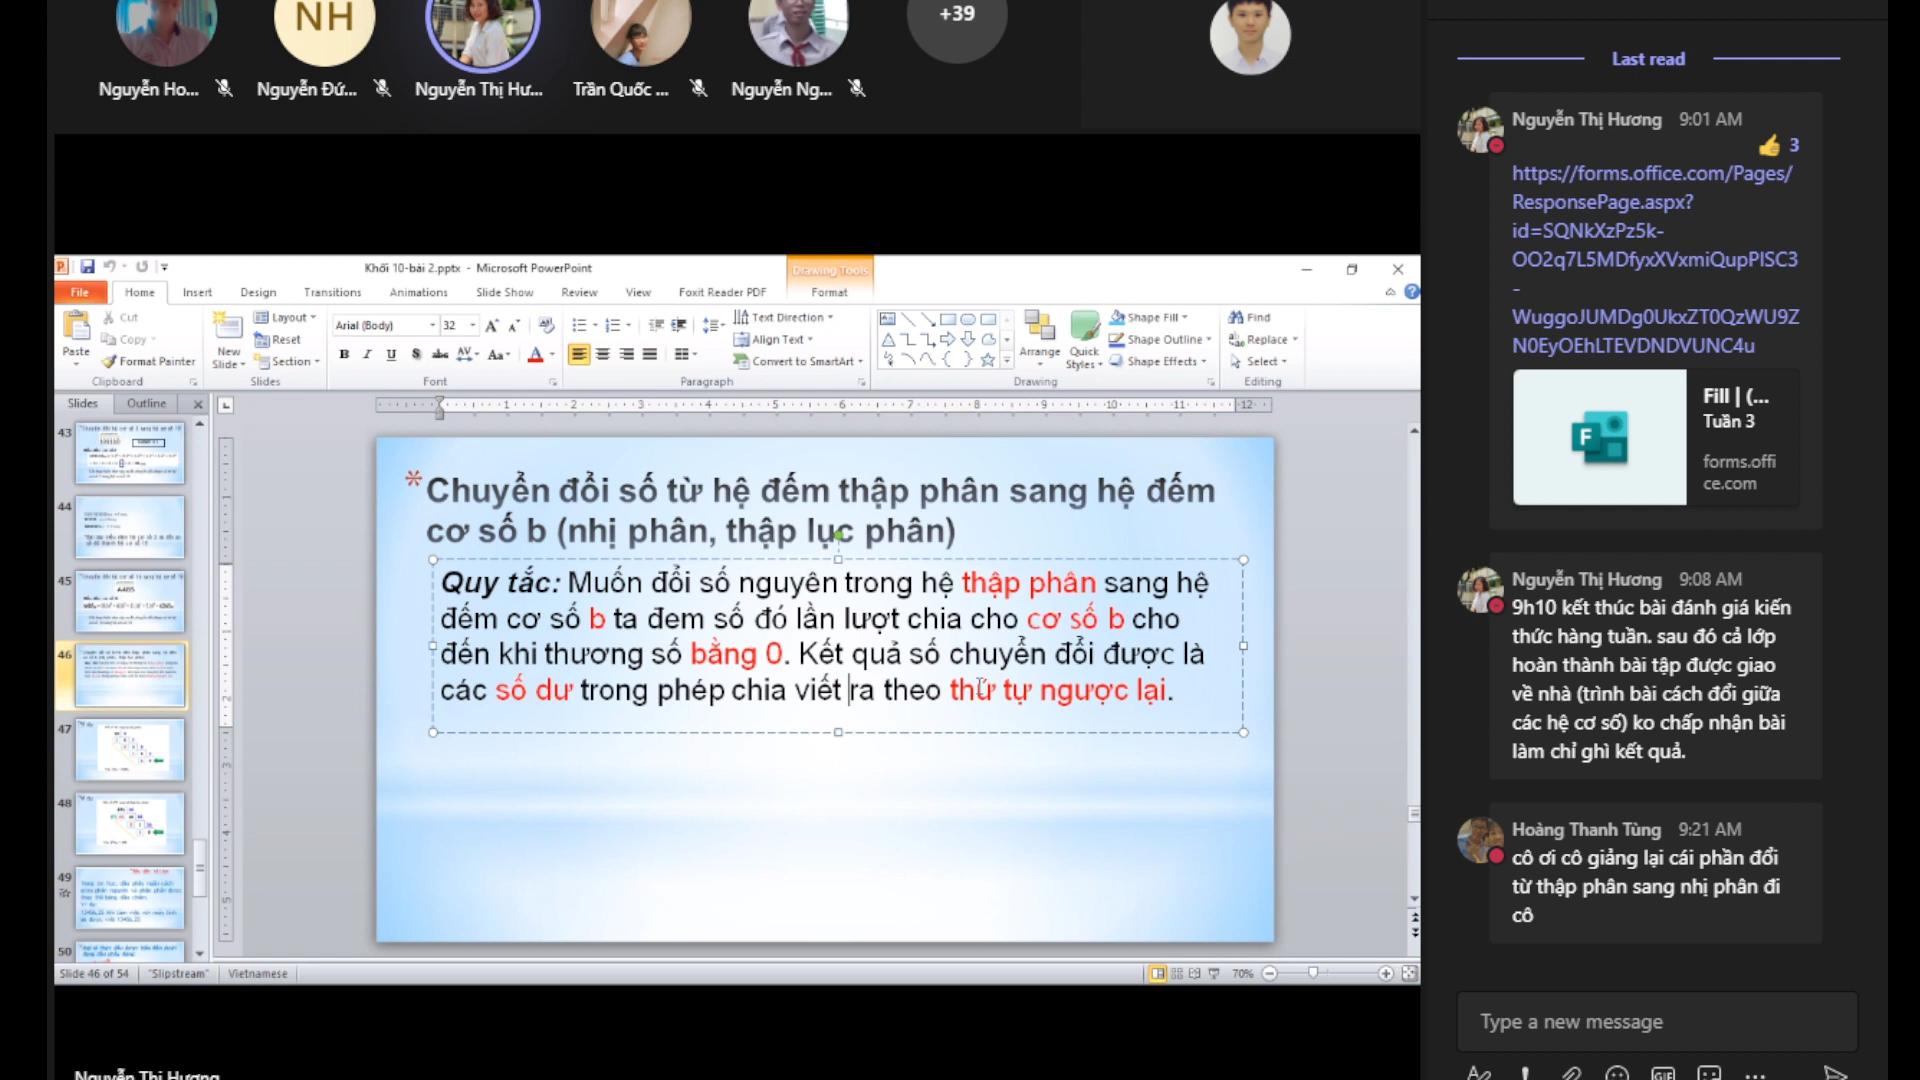 NH
+39
Nguyễn Ho...
Nguyễn Đứ...
Nguyễn Thị Hư...
Trần Quốc ...
Nguyễn Ng...
Khối 10-bài 2.pptx - Microsoft PowerPoint
Drawing Tools
File
Home
Insert
Design
Transitions
Animations
Slide Show
Review
View
Foxit Reader PDF
Format
Paste
Cut
Copy
Format Painter
Clipboard
New
Slide
Layout
Reset
Section
Slides
Arial (Body)
32
Font
Text Direction
Align Text
Convert to SmartArt
Paragraph
Arrange
Quick
Styles
Shape Fill
Shape Outline
Shape Effects
Drawing
Find
Replace
Select
Editing
Slides
Outline
43
44
45
46
47
48
49
50
*Chuyển đổi số từ hệ đếm thập phân sang hệ đếm
cơ số b (nhị phân, thập lục phân)
Quy tắc: Muốn đổi số nguyên trong hệ thập phân sang hệ
đếm cơ số b ta đem số đó lần lượt chia cho cơ số b cho
đến khi thương số bằng 0. Kết quả số chuyển đổi được là
các số dư trong phép chia viết ra theo thứ tự ngược lại.
Slide 46 of 54
"Slipstream"
Vietnamese
70%
Nguyễn Thị Hương
Last read
Nguyễn Thị Hương 9:01 AM
3
https://forms.office.com/Pages/
ResponsePage.aspx?
id=SQNkXzPz5k-
OO2q7L5MDfyxXVxmiQupPlSC3
-
WuggoJUMDg0UkxZT0QzWU9Z
N0EyOEhLTEVDNDVUNC4u
F
Fill | (...
Tuần 3
forms.offi
ce.com
Nguyễn Thị Hương 9:08 AM
9h10 kết thúc bài đánh giá kiến
thức hàng tuần. sau đó cả lớp
hoàn thành bài tập được giao
về nhà (trình bài cách đổi giữa
các hệ cơ số) ko chấp nhận bài
làm chỉ ghì kết quả.
Hoàng Thanh Tùng 9:21 AM
cô ơi cô giảng lại cái phần đổi
từ thập phân sang nhị phân đi
cô
Type a new message
GIF